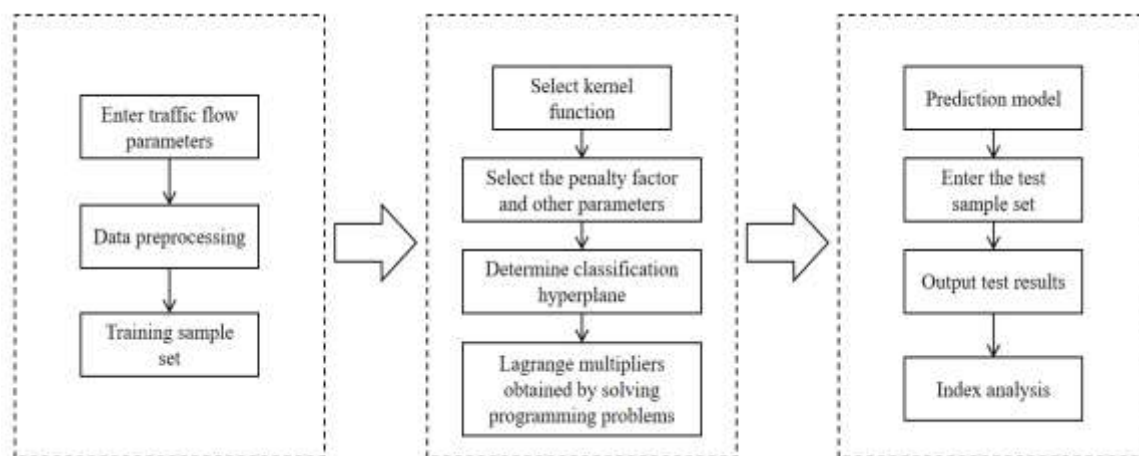 Enter traffic flow
parameters
Data preprocessing
Training sample
set
Select kernel
function
Select the penalty factor
and other parameters
Determine classification
hyperplane
Lagrange multipliers
obtained by solving
programming problems
Prediction model
Enter the test
sample set
Output test results
Index analysis